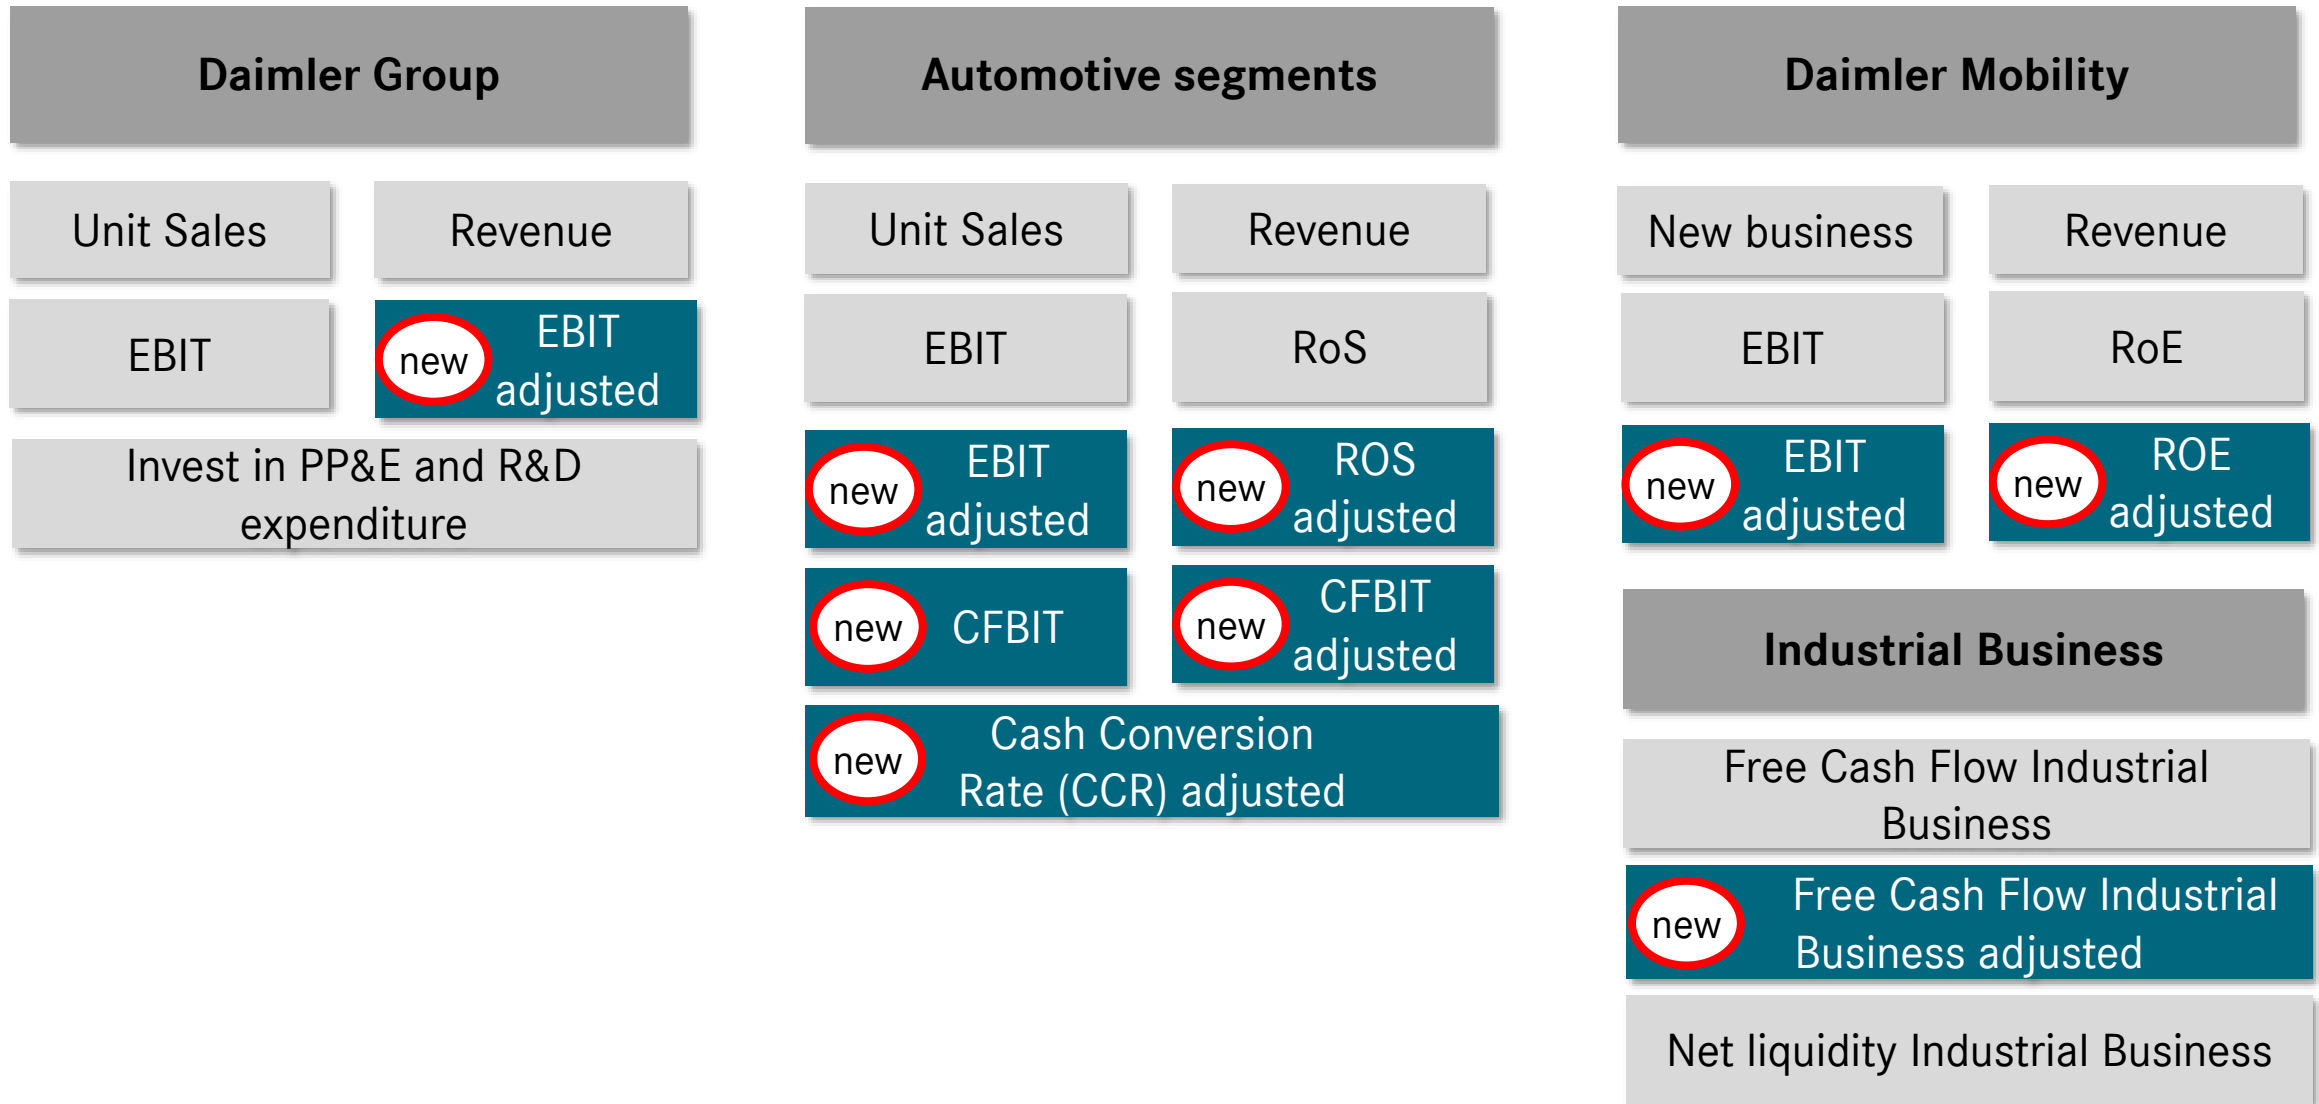 Daimler Group
Unit Sales
Revenue
EBIT
new
EBIT
adjusted
Invest in PP&E and R&D
expenditure
Automotive segments
Unit Sales
Revenue
EBIT
RoS
new
EBIT
adjusted
new
ROS
adjusted
new
CFBIT
new
CFBIT
adjusted
new
Cash Conversion
Rate (CCR) adjusted
Daimler Mobility
New business
Revenue
EBIT
RoE
new
EBIT
adjusted
new
ROE
adjusted
Industrial Business
Free Cash Flow Industrial
Business
new
Free Cash Flow Industrial
Business adjusted
Net liquidity Industrial Business